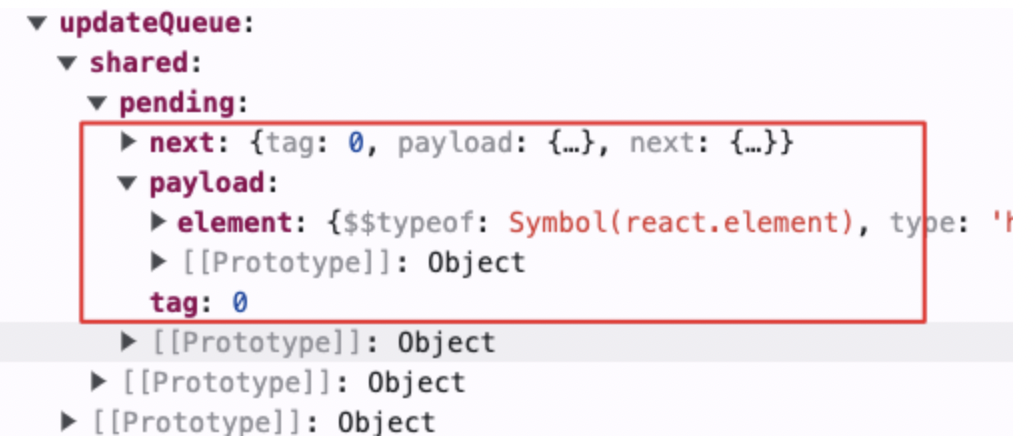 updateQueue:
shared:
pending:
next: {tag: 0, payload: {…}, next: {…}}
payload:
element: {$$typeof: Symbol(react.element), type: 'h
[[Prototype]]: Object
tag: 0
[[Prototype]]: Object
[[Prototype]]: Object
[[Prototype]]: Object